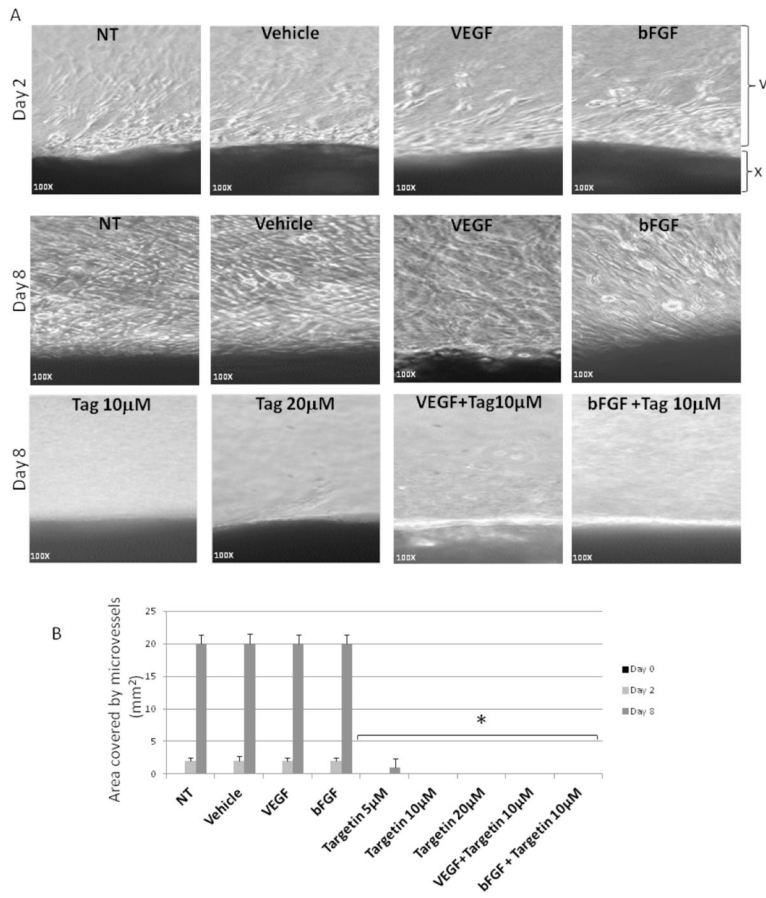 A
NT Vehicle VEGF bFGF
Day 2
V
X
100X 100X 100X 100X
NT Vehicle VEGF bFGF
Day 8
100X 100X 100X 100X
Tag 10μM Tag 20μM VEGF+Tag10μM bFGF +Tag 10μM
Day 8
100X 100X 100X 100X
B
Area covered by microvessels
(mm²)
25
20
15
10
5
0
*
Day 0
Day 2
Day 8
NT
Vehicle
VEGF
bFGF
Targetin 5μM
Targetin 10μM
Targetin 20μM
VEGF+Targetin 10μM
bFGF + Targetin 10μM